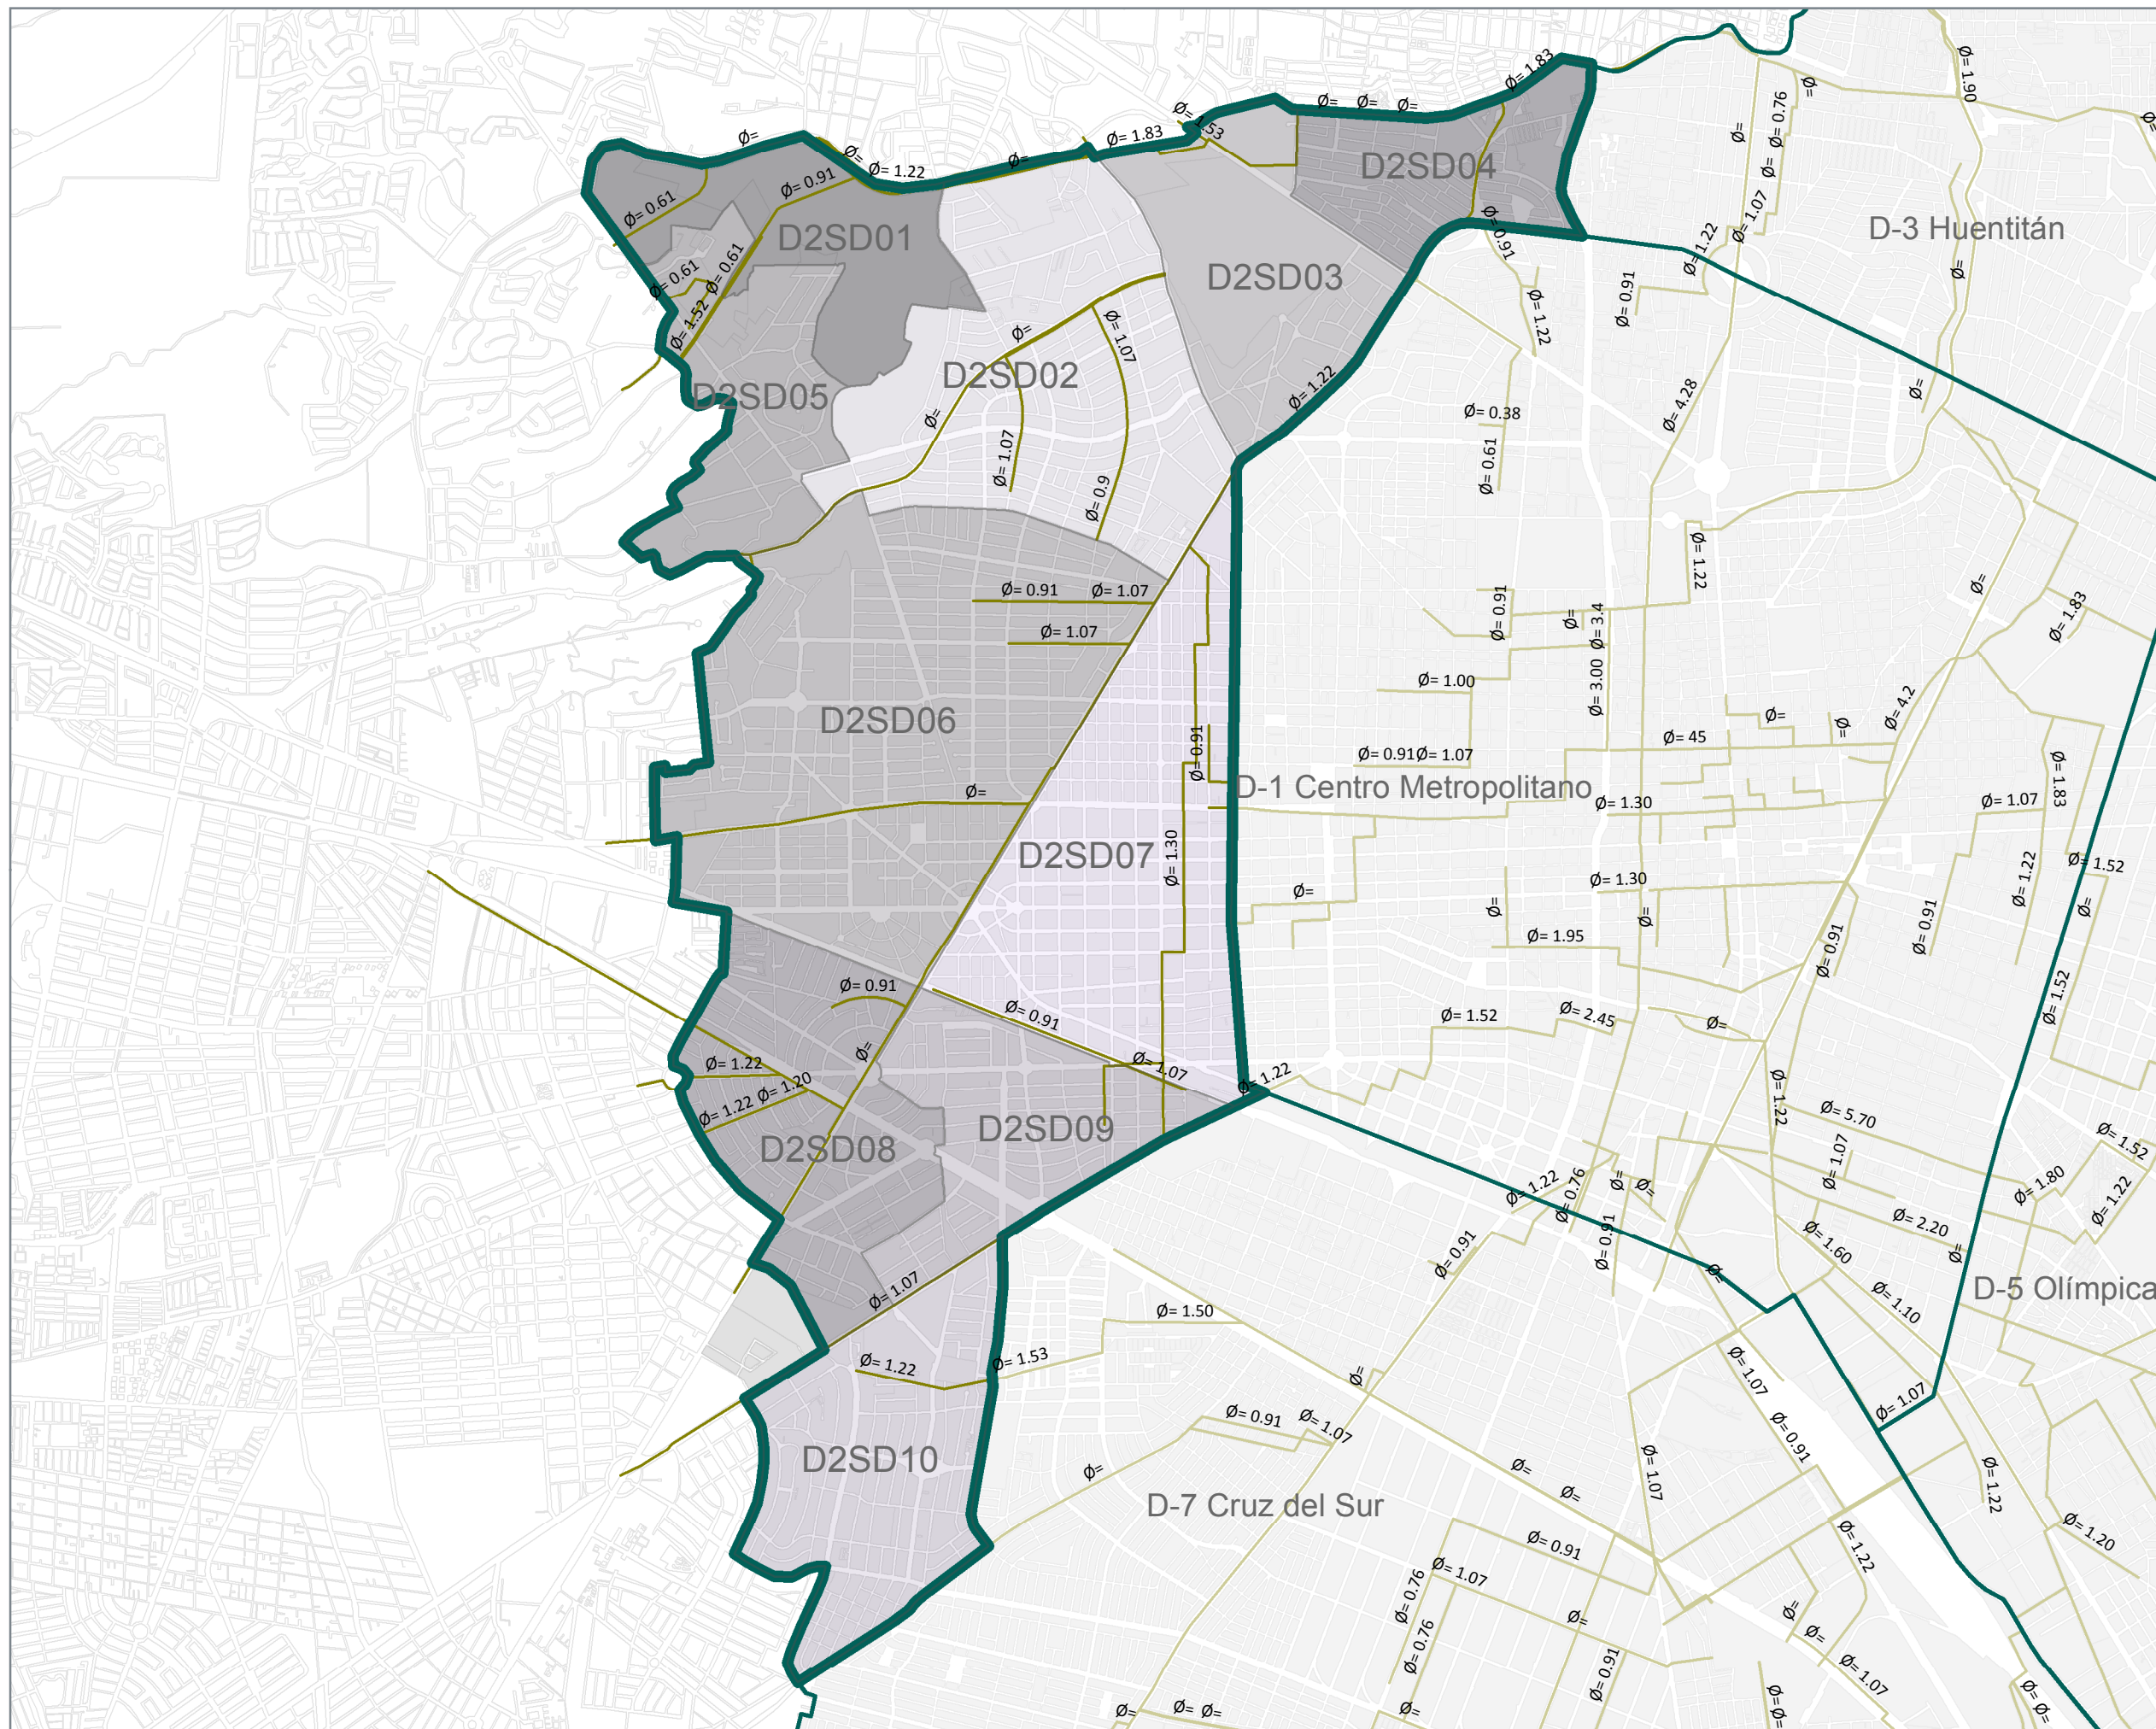 Ø= 1.83
Ø= 1.90
Ø=
Ø= 0.76
Ø=
Ø=
Ø=
Ø=
Ø=
Ø= 1.53
Ø= 1.83
Ø=
Ø=
Ø= 1.22
Ø=
Ø=
D2SD04
Ø=
Ø= 0.91
Ø= 0.61
D2SD01
Ø= 1.07
D-3 Huentitán
Ø= 1.22
Ø= 0.91
Ø= 0.61
Ø= 0.61
D2SD03
Ø=
Ø= 0.91
Ø= 1.52
Ø= 1.22
Ø=
Ø= 1.07
D2SD02
D2SD05
Ø= 1.22
Ø= 4.28
Ø=
Ø=
Ø= 0.38
Ø= 1.07
Ø= 0.61
Ø= 0.9
Ø= 1.22
Ø=
Ø= 0.91
Ø= 1.07
Ø= 0.91
Ø=
Ø= 3.4
Ø= 1.83
Ø= 1.07
Ø= 1.00
Ø= 3.00
D2SD06
Ø=
Ø=
Ø= 4.2
Ø= 45
Ø= 0.91
Ø= 0.91
Ø= 1.07
D-1 Centro Metropolitano
Ø=
Ø= 1.30
Ø= 1.07
Ø= 1.83
D2SD07
Ø= 1.30
Ø= 1.52
Ø=
Ø= 1.30
Ø= 1.22
Ø=
Ø=
Ø=
Ø= 1.95
Ø= 0.91
Ø= 0.91
Ø= 0.91
Ø= 0.91
Ø= 1.52
Ø= 1.52
Ø= 2.45
Ø=
Ø=
Ø= 1.22
Ø= 1.07
Ø= 1.22
Ø= 1.20
Ø= 1.22
Ø= 1.22
Ø= 5.70
D2SD09
D2SD08
Ø= 1.07
Ø= 1.52
Ø= 1.22
Ø= 0.76
Ø=
Ø=
Ø= 1.80
Ø= 1.22
Ø= 2.20
Ø= 1.60
Ø=
Ø= 0.91
Ø= 0.91
Ø=
Ø= 1.07
D-5 Olímpica
Ø= 1.10
Ø= 1.50
Ø= 1.22
Ø= 1.53
Ø=
Ø= 1.07
Ø= 1.07
Ø= 0.91
Ø= 1.07
Ø= 0.91
D2SD10
Ø=
Ø=
Ø= 1.07
Ø= 1.22
D-7 Cruz del Sur
Ø=
Ø= 0.91
Ø= 1.22
Ø= 1.20
Ø= 1.07
Ø= 0.76
Ø= 0.76
Ø=
Ø=
Ø=
Ø= 0.91
Ø= 1.07
Ø=
Ø=
Ø=
Ø=
Ø=
Ø=
Ø=
Ø=